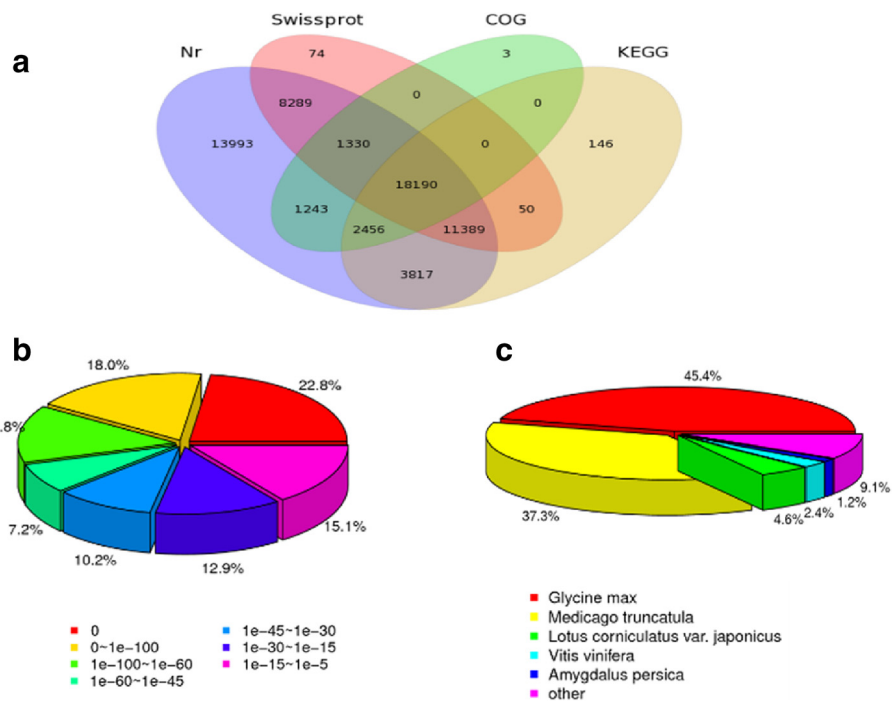 a
Nr
Swissprot
COG
KEGG
74
3
8289
0
0
13993
1330
0
146
18190
1243
2456
11389
50
3817
b
18.0%
22.8%
.8%
7.2%
10.2%
12.9%
15.1%
0
0~1e−100
1e−100~1e−60
1e−60~1e−45
1e−45~1e−30
1e−30~1e−15
1e−15~1e−5
c
45.4%
37.3%
4.6%
2.4%
1.2%
9.1%
Glycine max
Medicago truncatula
Lotus corniculatus var. japonicus
Vitis vinifera
Amygdalus persica
other